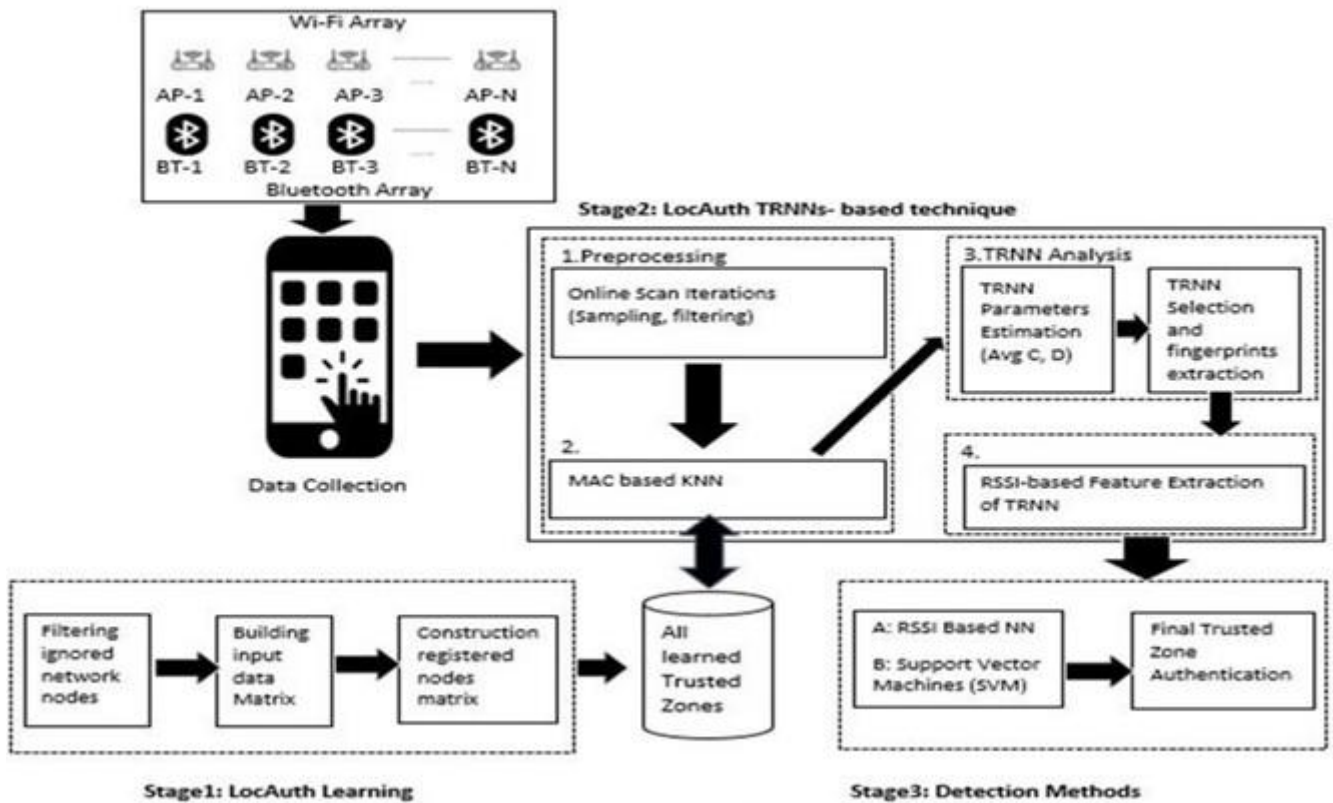 Wi-Fi Array
AP-1 AP-2 AP-3 AP-N
BT-1 BT-2 BT-3 BT-N
Bluetooth Array
Data Collection
Stage2: LocAuth TRNNs- based technique
1.Preprocessing
Online Scan Iterations
(Sampling, filtering)
2.
MAC based KNN
3.TRNN Analysis
TRNN
Parameters
Estimation
(Avg C, D)
TRNN
Selection
and
fingerprints
extraction
4.
RSSI-based Feature Extraction
of TRNN
Filtering
ignored
network
nodes
Building
input
data
Matrix
Construction
registered
nodes
matrix
All
learned
Trusted
Zones
A: RSSI Based NN
B: Support Vector
Machines (SVM)
Final Trusted
Zone
Authentication
Stage1: LocAuth Learning
Stage3: Detection Methods